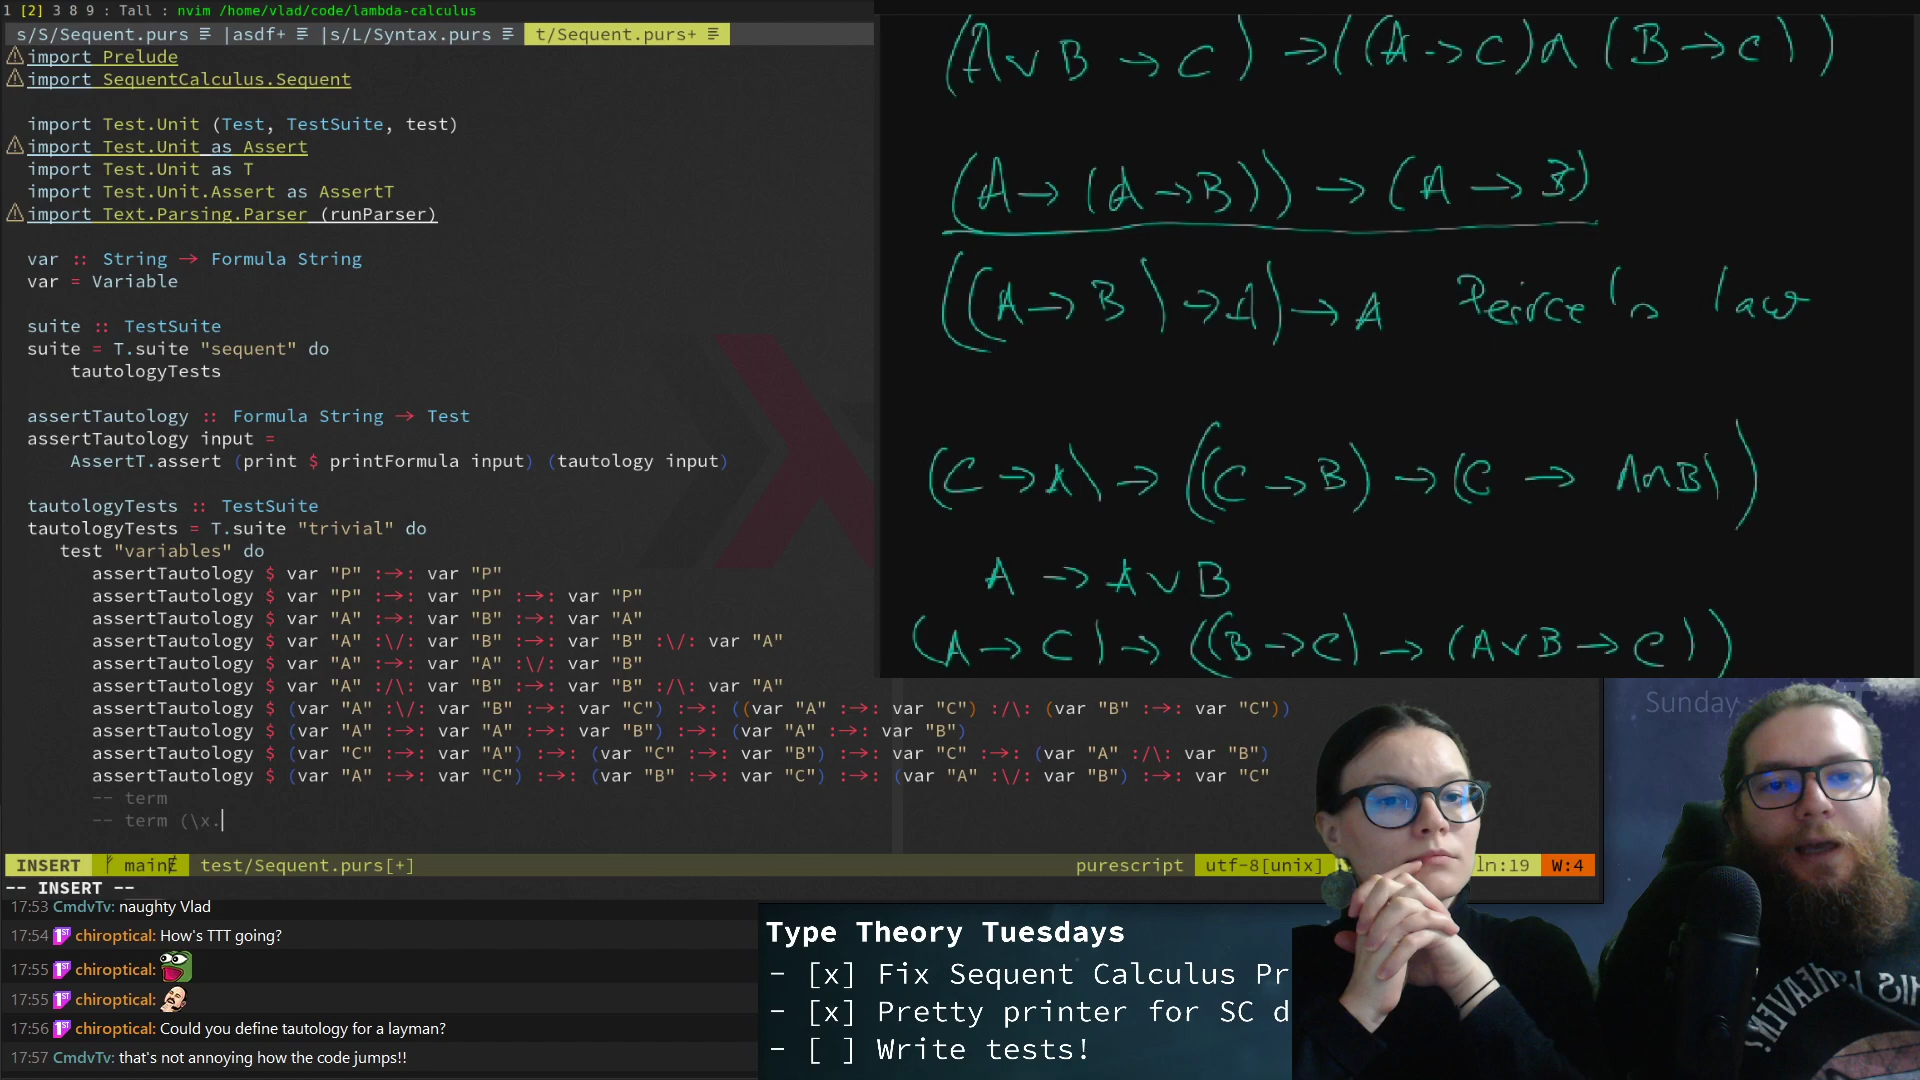 1 [2] 3 8 9 : Tall : nvim /home/vlad/code/lambda-calculus
s/S/Sequent.purs |asdf+ |s/L/Syntax.purs t/Sequent.purs+
import Prelude
import SequentCalculus.Sequent
import Test.Unit (Test, TestSuite, test)
import Test.Unit as Assert
import Test.Unit as T
import Test.Unit.Assert as AssertT
import Text.Parsing.Parser (runParser)
var :: String → Formula String
var = Variable
suite :: TestSuite
suite = T.suite "sequent" do
tautologyTests
assertTautology :: Formula String → Test
assertTautology input =
AssertT.assert (print $ printFormula input) (tautology input)
tautologyTests :: TestSuite
tautologyTests = T.suite "trivial" do
test "variables" do
assertTautology $ var "P" :→: var "P"
assertTautology $ var "P" :→: var "P" :→: var "P"
assertTautology $ var "A" :→: var "B" :→: var "A"
assertTautology $ var "A" :\/: var "B" :→: var "B" :\/: var "A"
assertTautology $ var "A" :→: var "A" :\/: var "B"
assertTautology $ var "A" :/\: var "B" :→: var "B" :/\: var "A"
assertTautology $ (var "A" :\/: var "B" :→: var "C") :→: ((var "A" :→: var "C") :/\: (var "B" :→: var "C"))
assertTautology $ (var "A" :→: var "A" :→: var "B") :→: (var "A" :→: var "B")
assertTautology $ (var "C" :→: var "A") :→: (var "C" :→: var "B") :→: var "C" :→: (var "A" :/\: var "B")
assertTautology $ (var "A" :→: var "C") :→: (var "B" :→: var "C") :→: (var "A" :\/: var "B") :→: var "C"
-- term
-- term (\x.
INSERT main test/Sequent.purs[+] purescript utf-8[unix] ln:19 W:4
-- INSERT --
(A∨B → C) → ((A → C) ∧ (B → C))
(A → (A → B)) → (A → B)
((A → B) → A) → A Peirce's law
(C → A) → ((C → B) → (C → A∧B))
A → A∨B
(A → C) → ((B → C) → (A∨B → C))
Sunday
17:53 CmdvTv: naughty Vlad
17:54 1ST chiroptical: How's TTT going?
17:55 1ST chiroptical:
17:55 1ST chiroptical:
17:56 1ST chiroptical: Could you define tautology for a layman?
17:57 CmdvTv: that's not annoying how the code jumps!!
Type Theory Tuesdays
- [x] Fix Sequent Calculus Pr
- [x] Pretty printer for SC d
- [ ] Write tests!